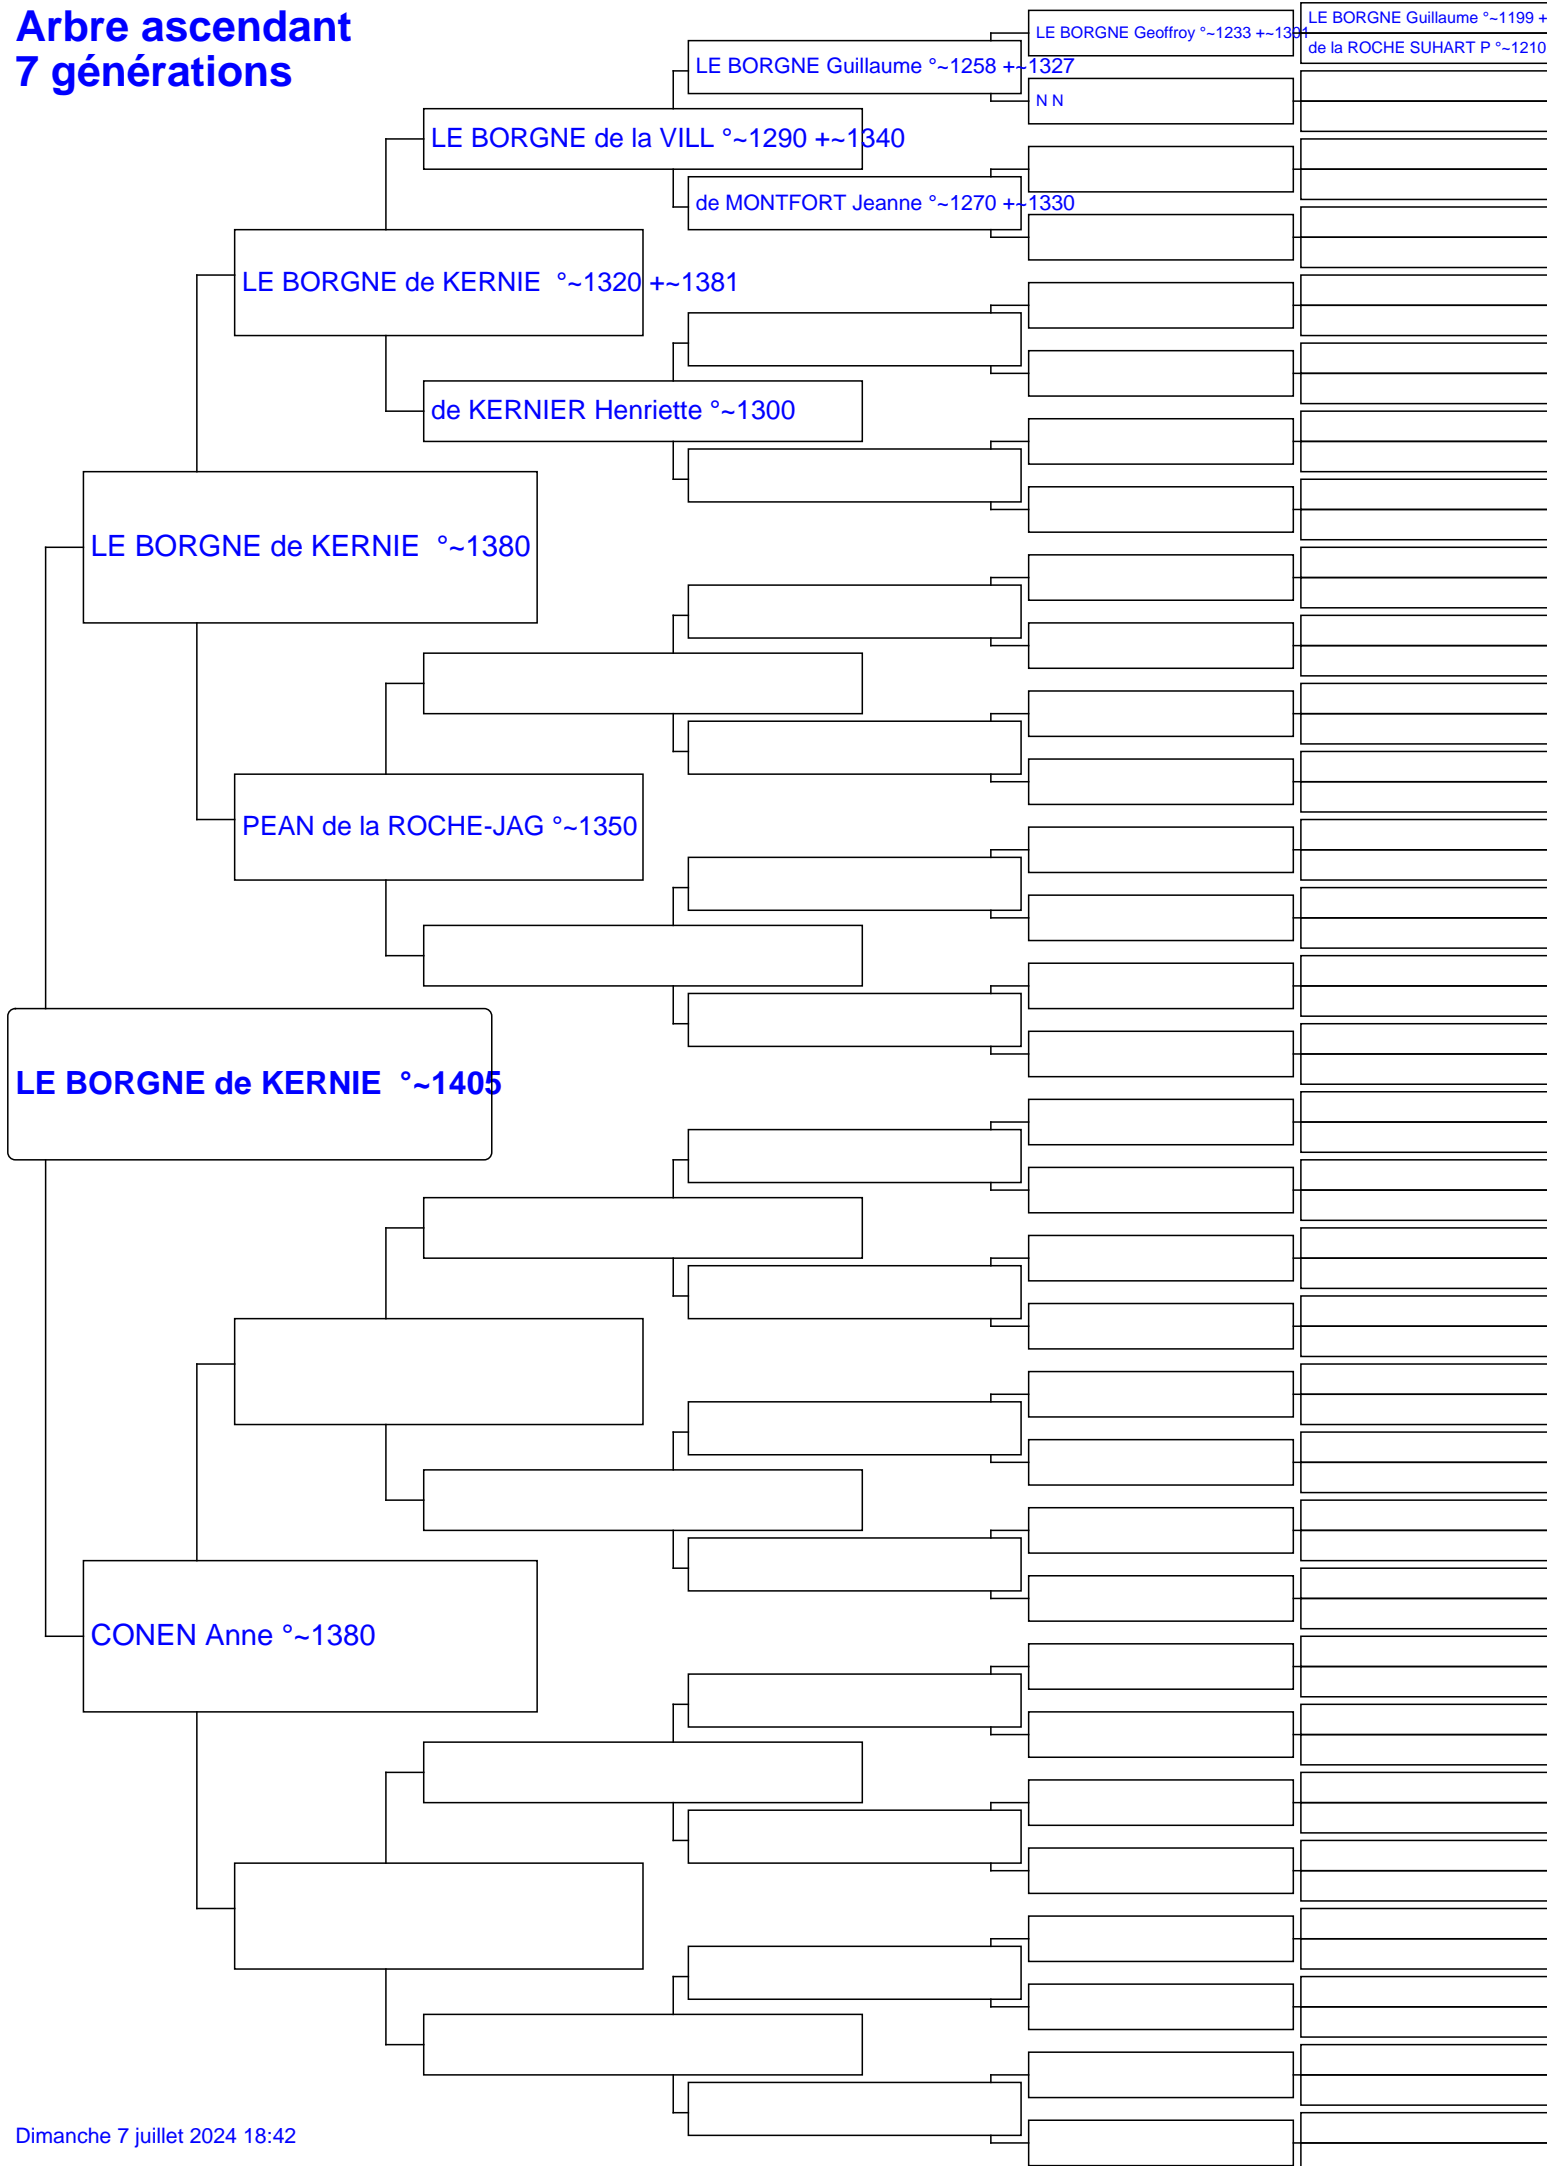 Arbre ascendant
7 générations
LE BORGNE Guillaume °~1199 +
LE BORGNE Geoffroy °~1233 +~1301
de la ROCHE SUHART P °~1210
LE BORGNE Guillaume °~1258 +~1327
N N
LE BORGNE de la VILL °~1290 +~1340
de MONTFORT Jeanne °~1270 +~1330
LE BORGNE de KERNIE °~1320 +~1381
de KERNIER Henriette °~1300
LE BORGNE de KERNIE °~1380
PEAN de la ROCHE-JAG °~1350
LE BORGNE de KERNIE °~1405
CONEN Anne °~1380
Dimanche 7 juillet 2024 18:42